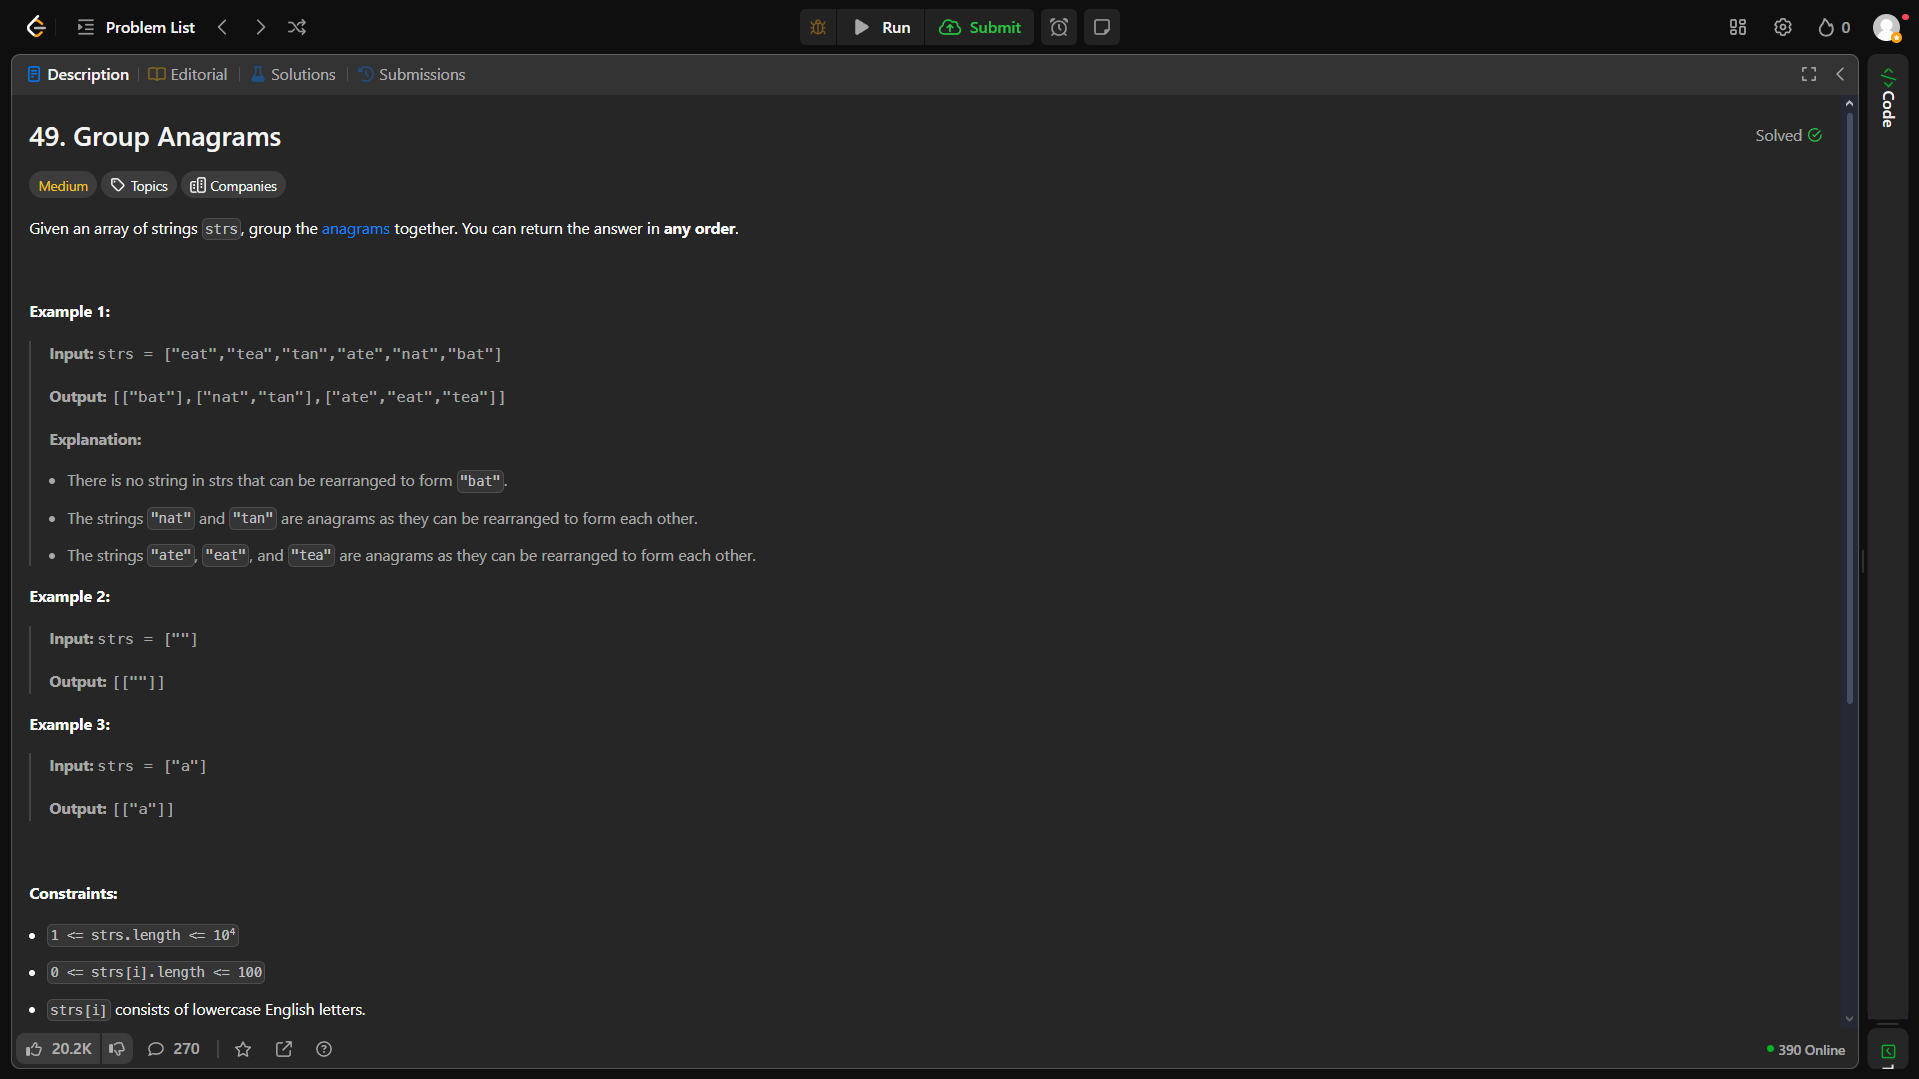 Problem List
Run
Submit
0
Description
Editorial
Solutions
Submissions
Code
49. Group Anagrams
Solved
Medium
Topics
Companies
Given an array of strings strs, group the anagrams together. You can return the answer in any order.
Example 1:
Input: strs = ["eat","tea","tan","ate","nat","bat"]
Output: [["bat"],["nat","tan"],["ate","eat","tea"]]
Explanation:
• There is no string in strs that can be rearranged to form "bat".
• The strings "nat" and "tan" are anagrams as they can be rearranged to form each other.
• The strings "ate", "eat", and "tea" are anagrams as they can be rearranged to form each other.
Example 2:
Input: strs = [""]
Output: [[""]]
Example 3:
Input: strs = ["a"]
Output: [["a"]]
Constraints:
• 1 <= strs.length <= 10⁴
• 0 <= strs[i].length <= 100
• strs[i] consists of lowercase English letters.
20.2K
270
390 Online